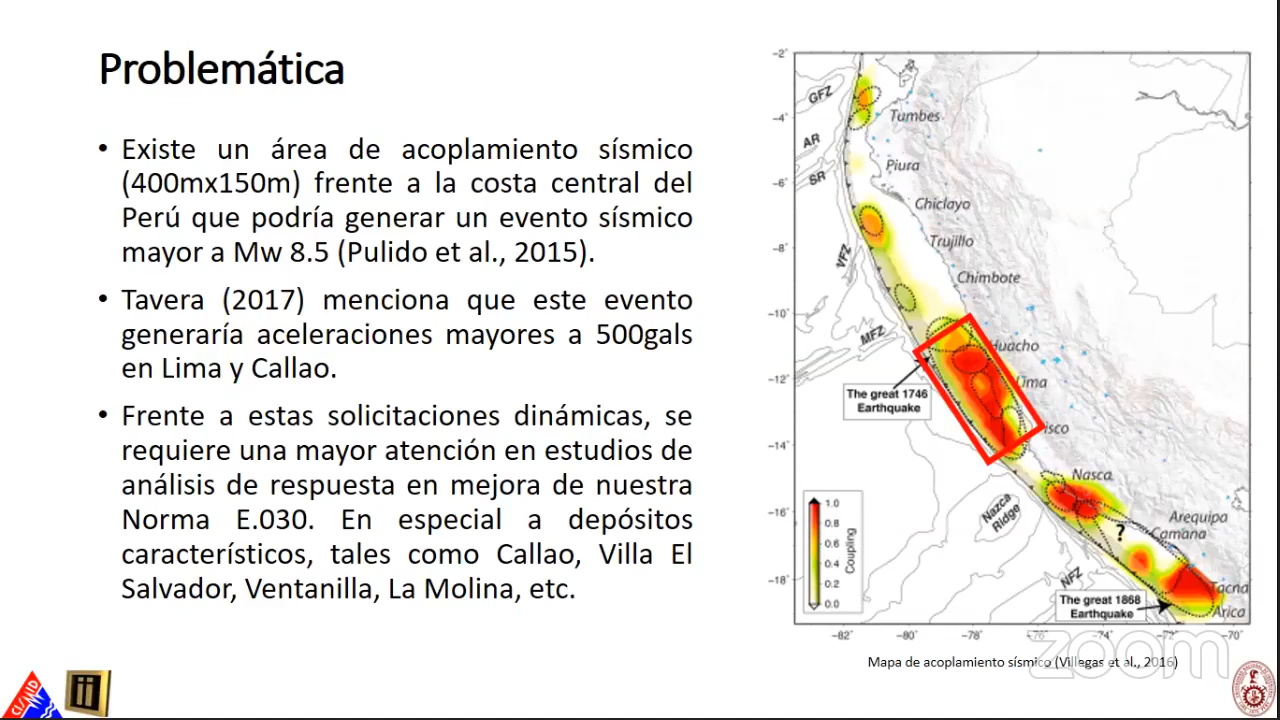 Problemática
• Existe un área de acoplamiento sísmico
(400mx150m) frente a la costa central del
Perú que podría generar un evento sísmico
mayor a Mw 8.5 (Pulido et al., 2015).
• Tavera (2017) menciona que este evento
generaría aceleraciones mayores a 500gals
en Lima y Callao.
• Frente a estas solicitaciones dinámicas, se
requiere una mayor atención en estudios de
análisis de respuesta en mejora de nuestra
Norma E.030. En especial a depósitos
característicos, tales como Callao, Villa El
Salvador, Ventanilla, La Molina, etc.
-2°
-4°
-6°
-8°
-10°
-12°
-14°
-16°
-18°
GFZ
Tumbes
AR
Piura
SR
Chiclayo
Trujillo
VFZ
Chimbote
MFZ
Huacho
Lima
The great 1746
Earthquake
isco
Nasca
Nazca
Ridge
Arequipa
Camana
?
1.0
0.8
0.6
0.4
0.2
0.0
Coupling
NFZ
The great 1868
Earthquake
Tacna
Arica
-82° -80° -78° -76° -74° -72° -70°
Mapa de acoplamiento sísmico (Villegas et al., 2016)
zoom
CISMID